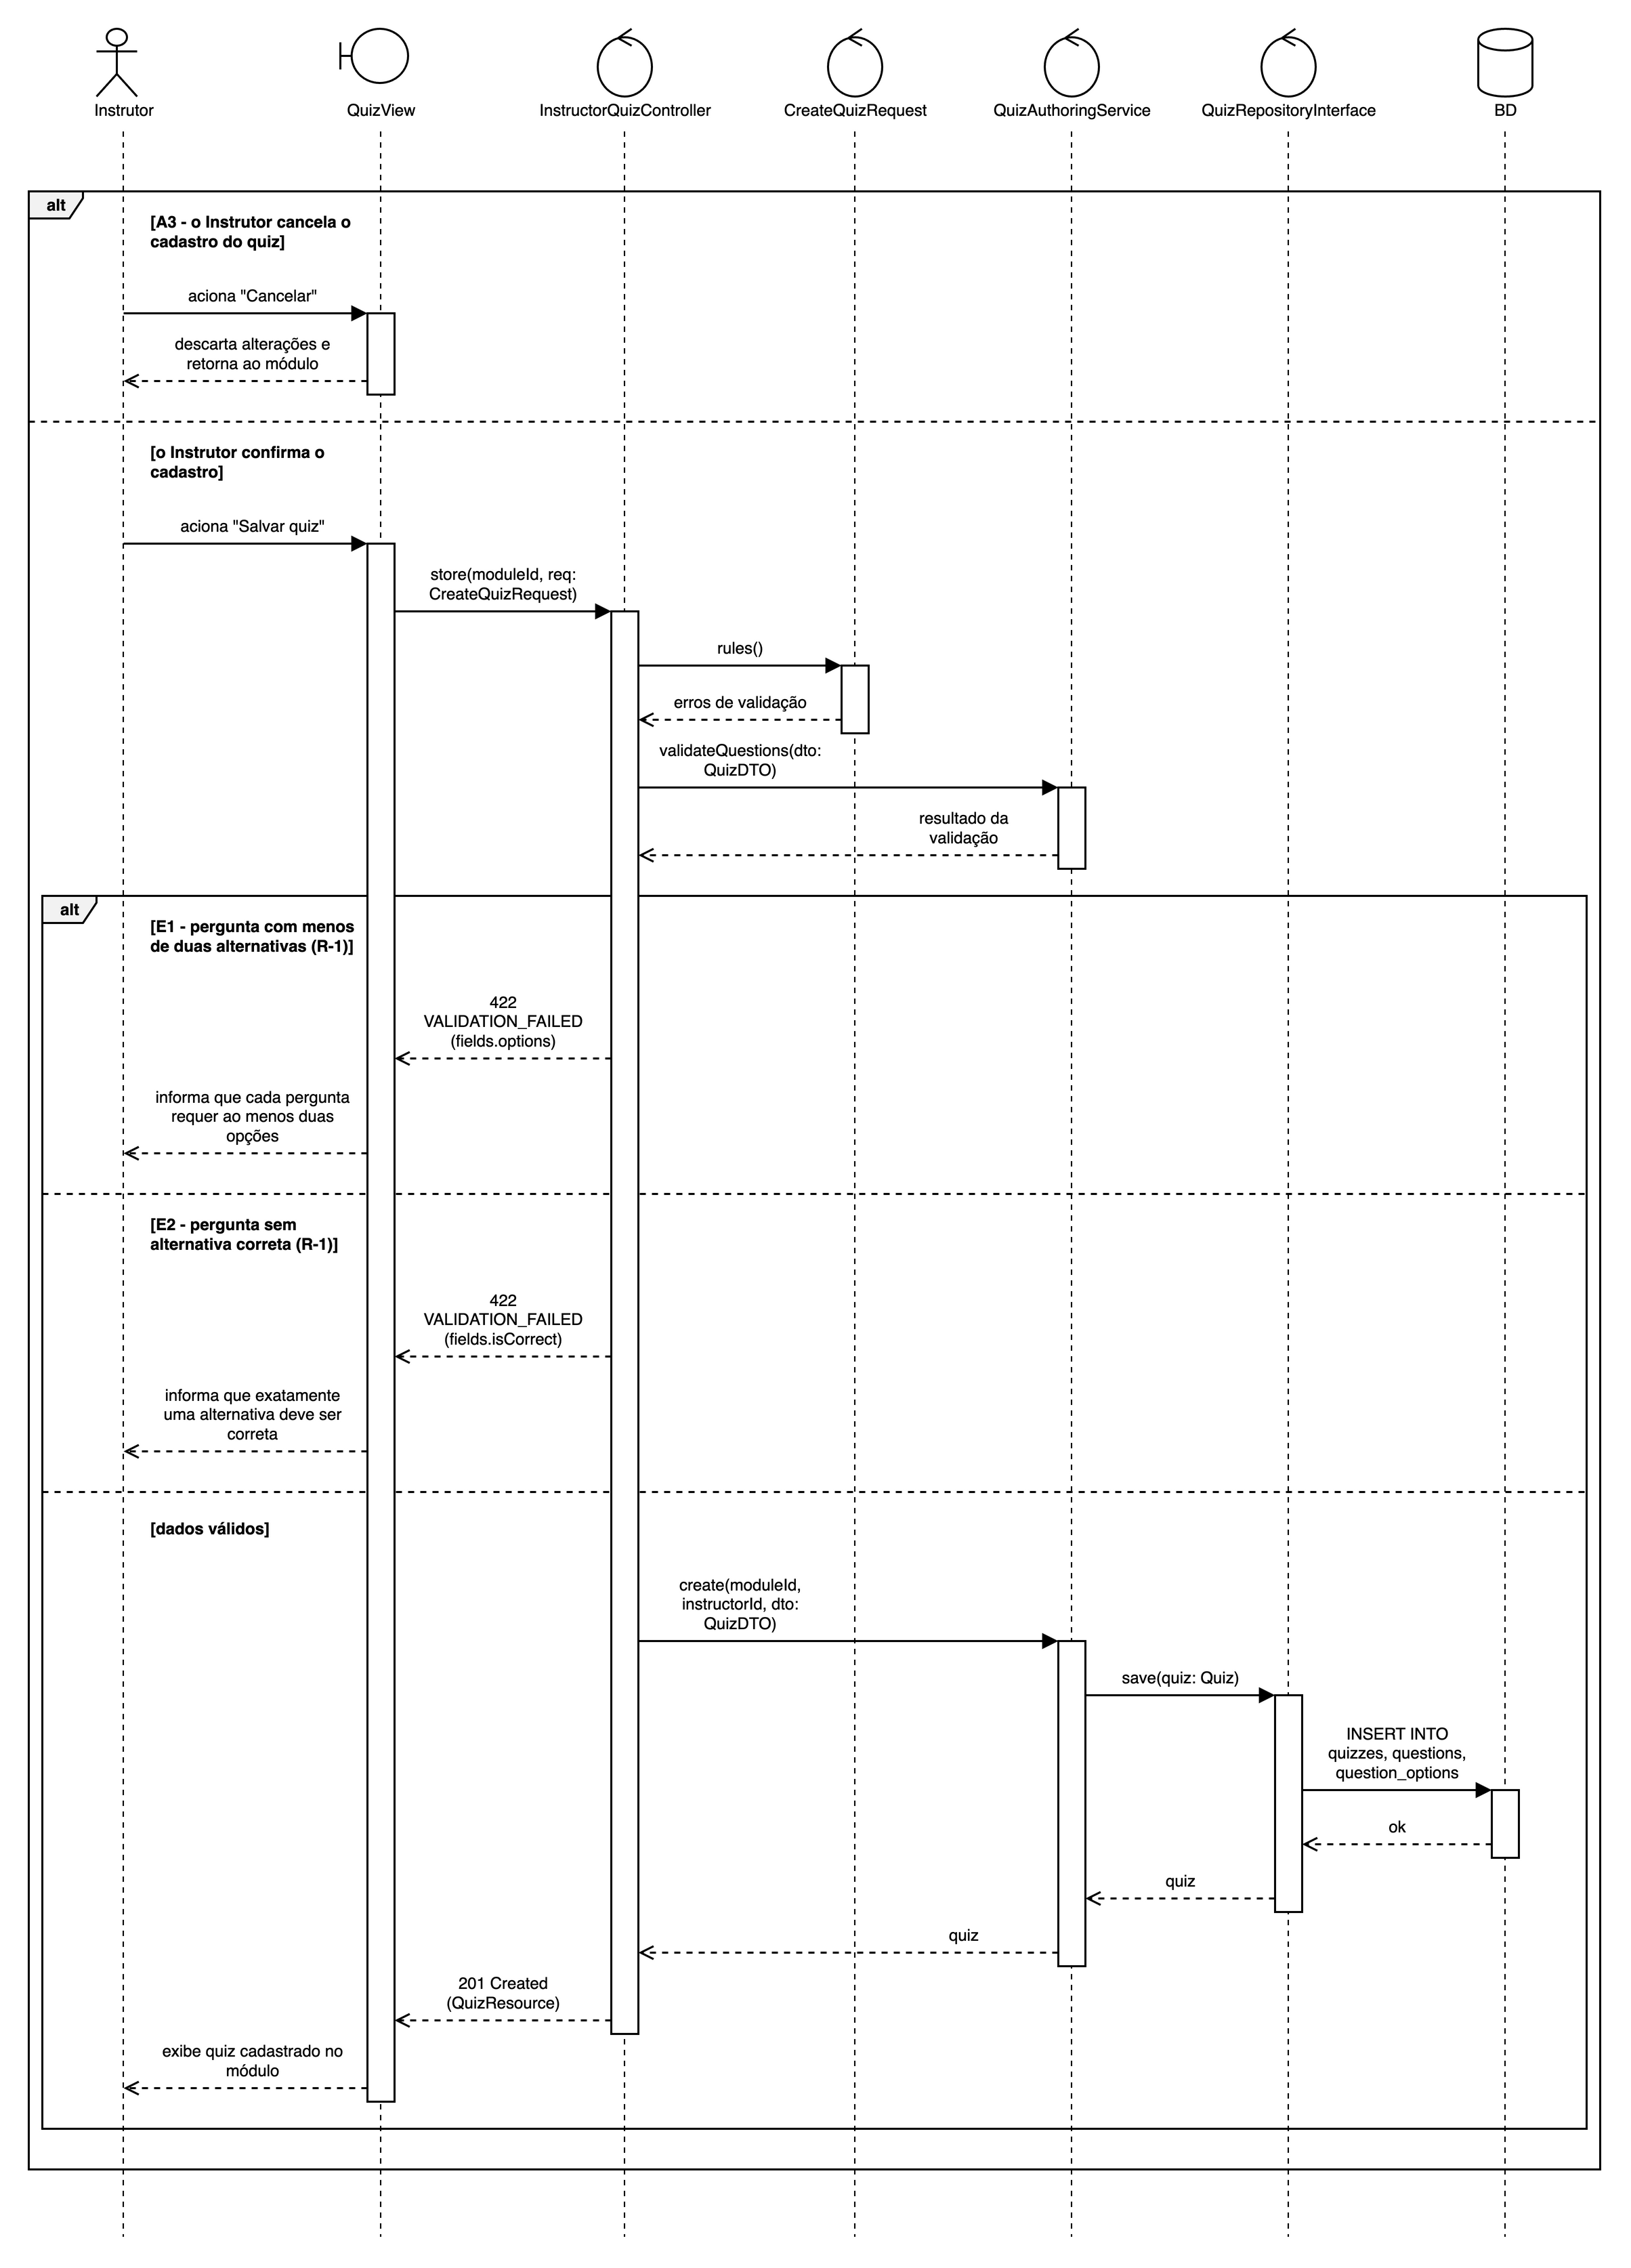 Instrutor
QuizView
InstructorQuizController
CreateQuizRequest
QuizAuthoringService
QuizRepositoryInterface
BD
alt
[A3 - o Instrutor cancela o
cadastro do quiz]
aciona "Cancelar"
descarta alterações e
retorna ao módulo
[o Instrutor confirma o
cadastro]
aciona "Salvar quiz"
store(moduleId, req:
CreateQuizRequest)
rules()
erros de validação
validateQuestions(dto:
QuizDTO)
resultado da
validação
alt
[E1 - pergunta com menos
de duas alternativas (R-1)]
422
VALIDATION_FAILED
(fields.options)
informa que cada pergunta
requer ao menos duas
opções
[E2 - pergunta sem
alternativa correta (R-1)]
422
VALIDATION_FAILED
(fields.isCorrect)
informa que exatamente
uma alternativa deve ser
correta
[dados válidos]
create(moduleId,
instructorId, dto:
QuizDTO)
save(quiz: Quiz)
INSERT INTO
quizzes, questions,
question_options
ok
quiz
quiz
201 Created
(QuizResource)
exibe quiz cadastrado no
módulo